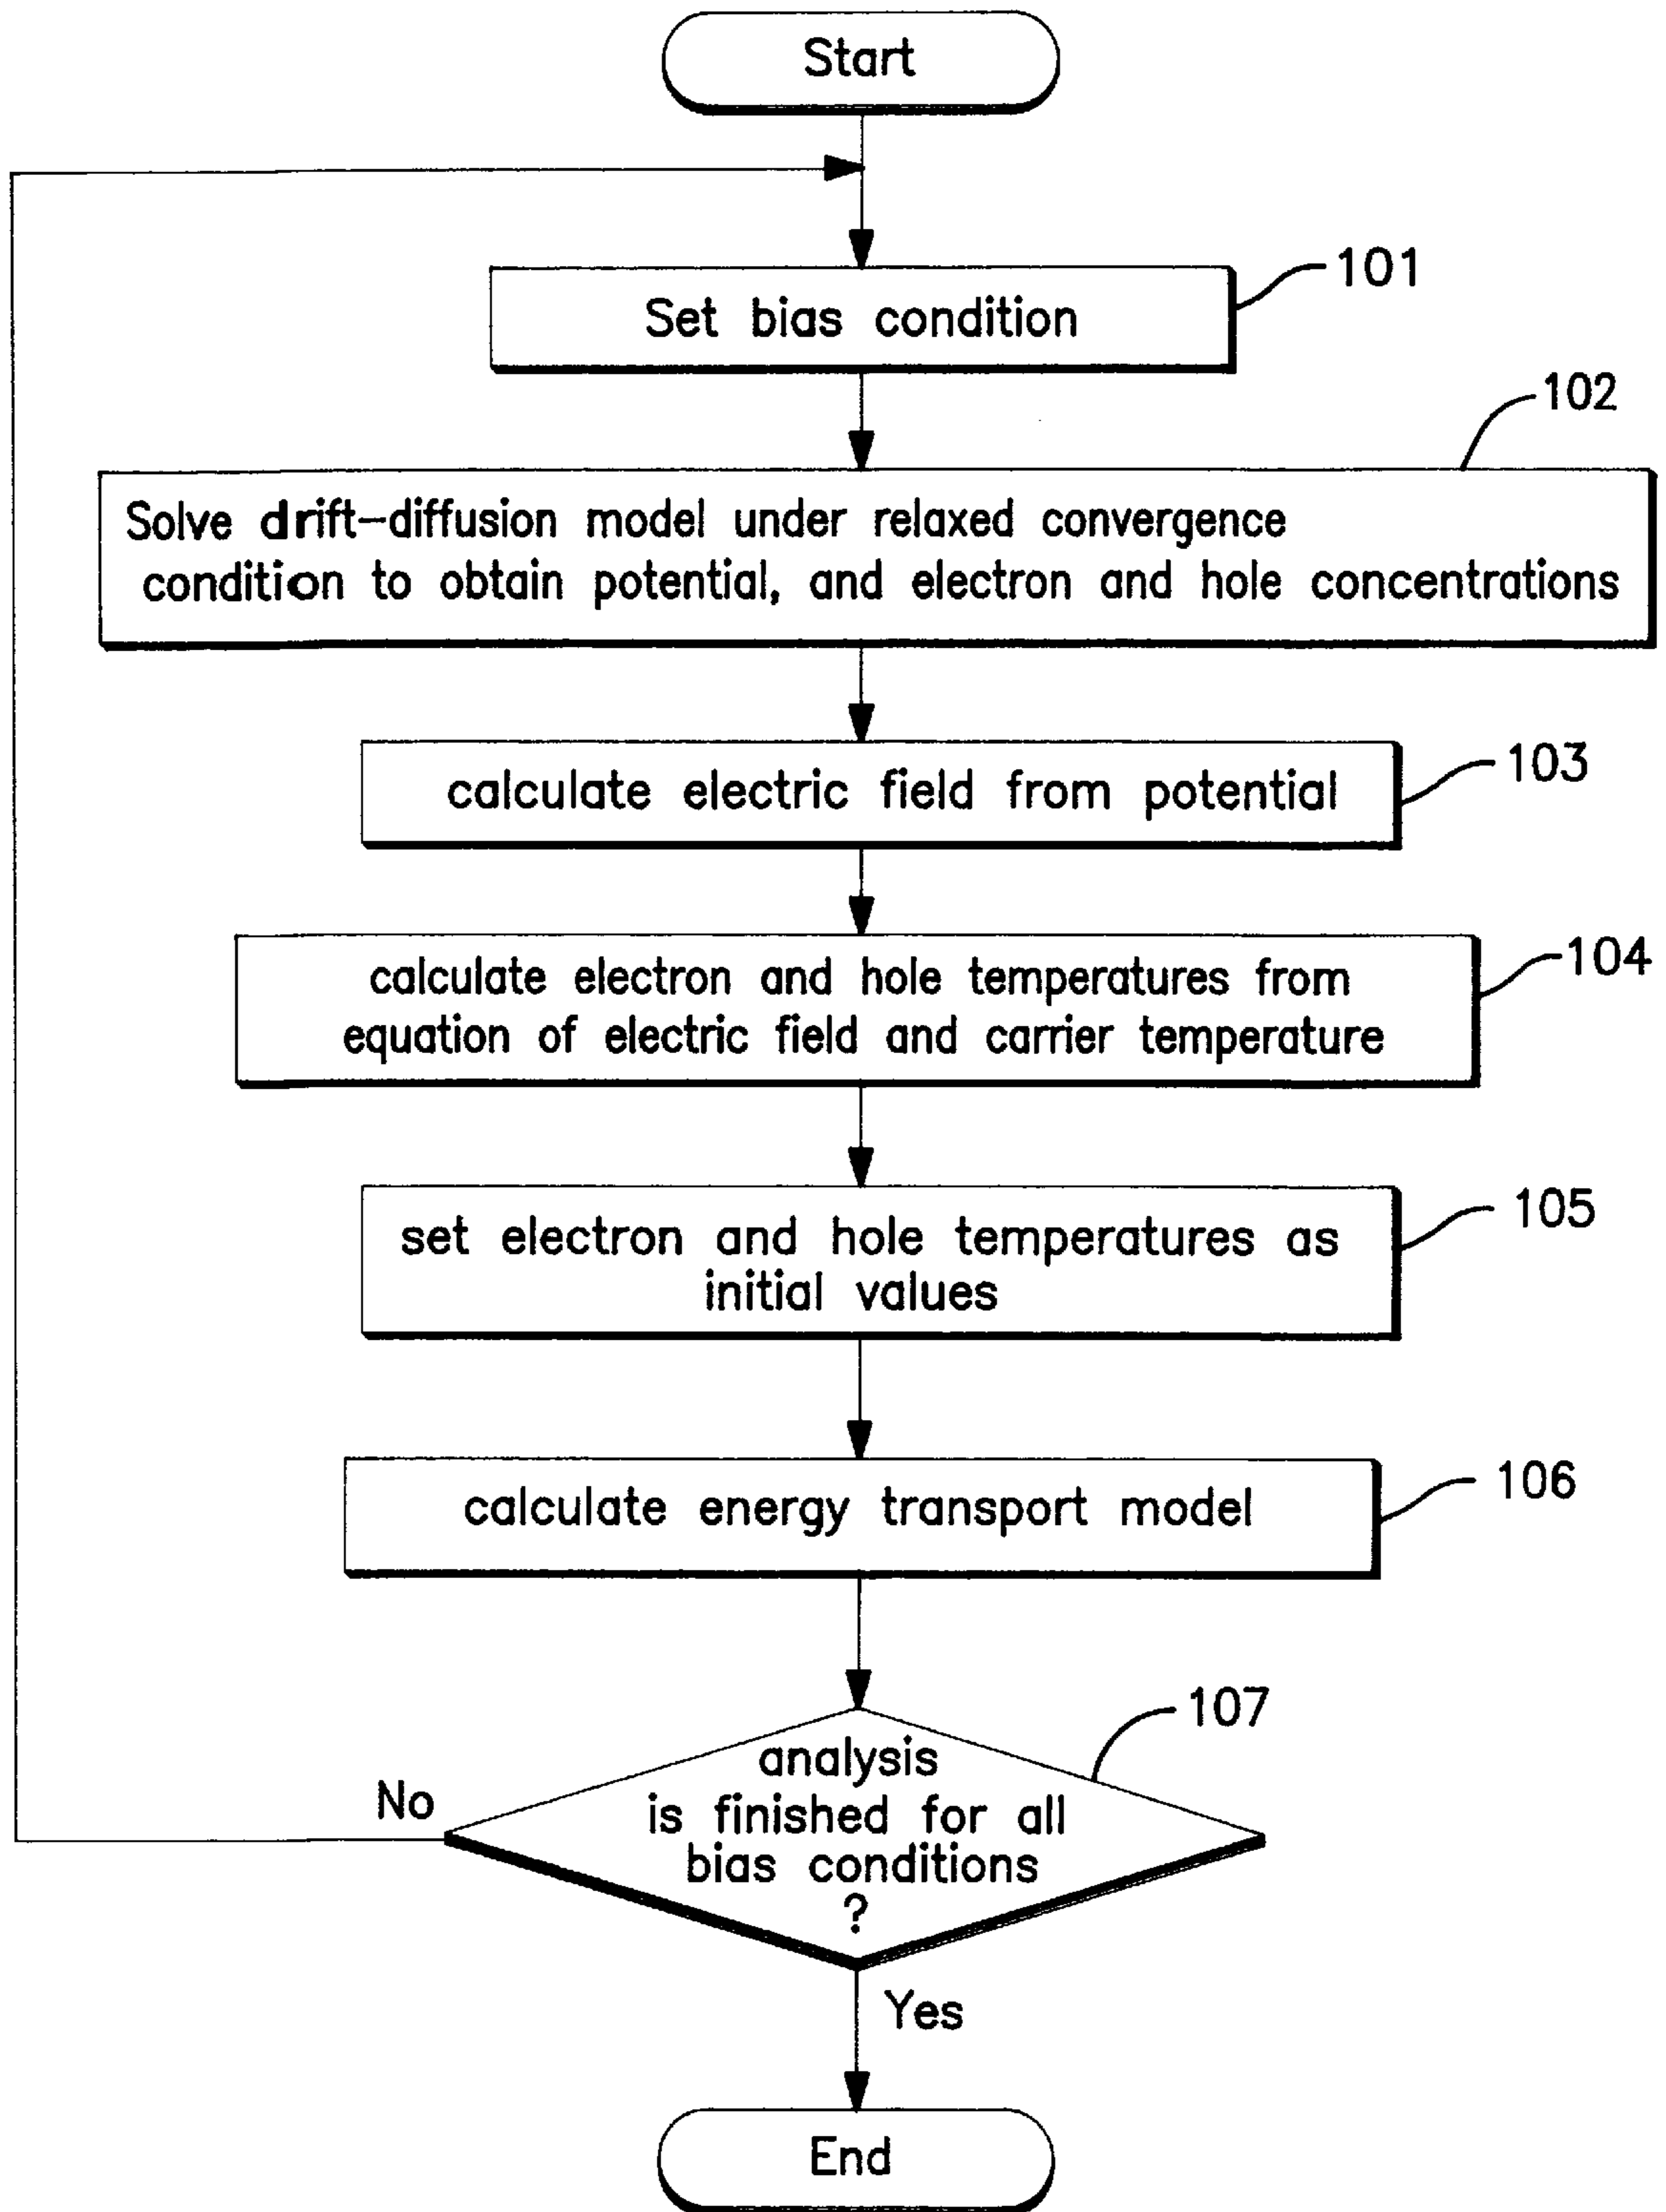 Start
101
Set bias condition
102
Solve drift-diffusion model under relaxed convergence
condition to obtain potential, and electron and hole concentrations
103
calculate electric field from potential
104
calculate electron and hole temperatures from
equation of electric field and carrier temperature
105
set electron and hole temperatures as
initial values
106
calculate energy transport model
107
analysis
is finished for all
bias conditions
?
No
Yes
End